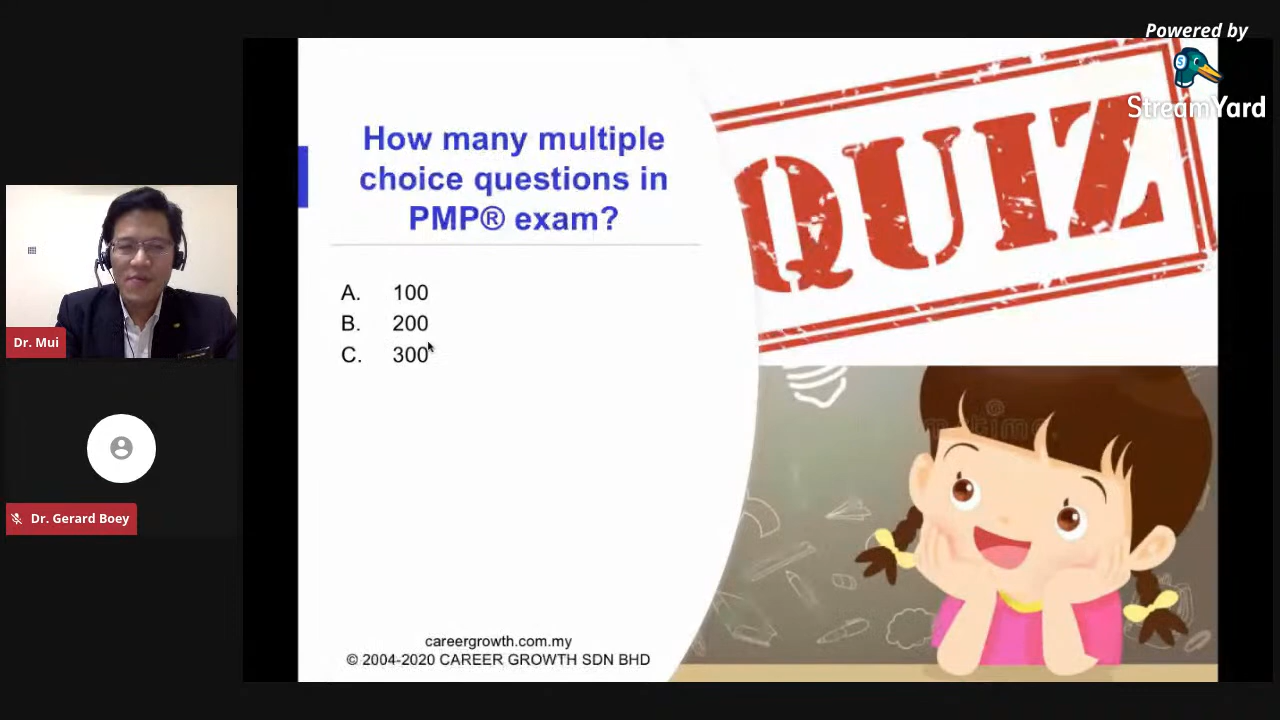 Powered by
StreamYard
How many multiple
choice questions in
PMP® exam?
QUIZ
A. 100
B. 200
C. 300
Dr. Mui
Dr. Gerard Boey
careergrowth.com.my
© 2004-2020 CAREER GROWTH SDN BHD